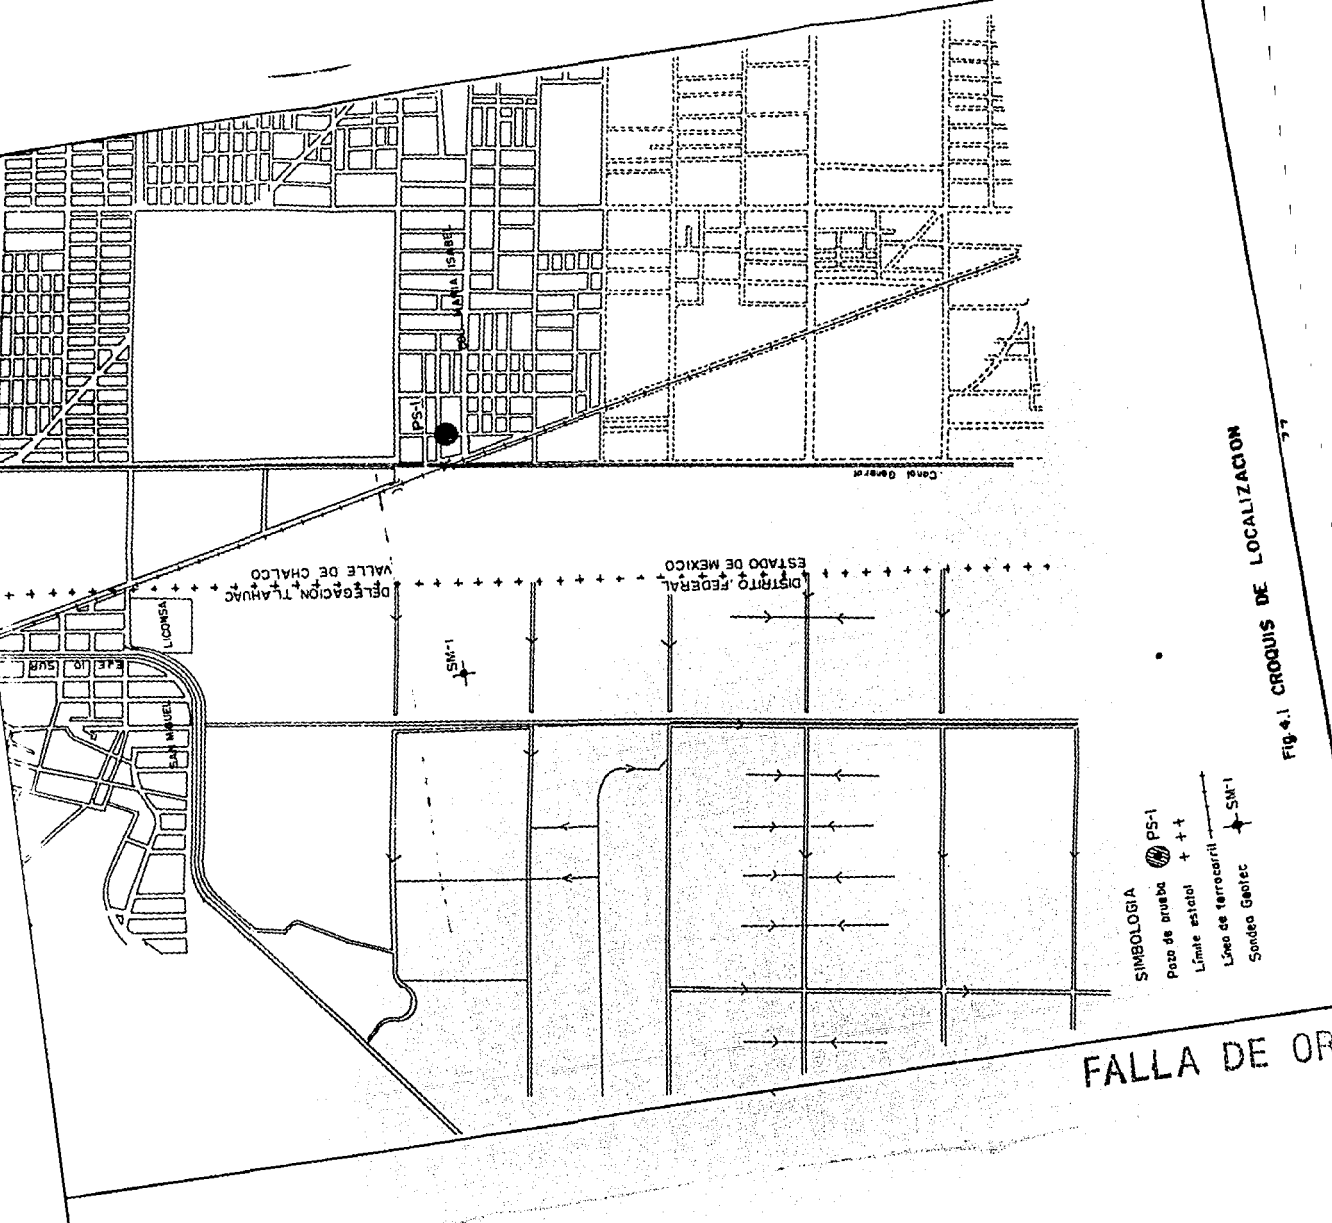 COL. MARIA ISABEL
PS-1
Canal General
VALLE DE CHALCO
DELEGACION TLAHUAC
ESTADO DE MEXICO
DISTRITO FEDERAL
LICONSA
EJE 10 SUR
SAN MIGUEL
SM-1
SIMBOLOGIA
Pozo de prueba PS-1
Límite estatal + + +
Línea de ferrocarril
Sondeo Geotec SM-1
Fig. 4.1 CROQUIS DE LOCALIZACION
FALLA DE OR